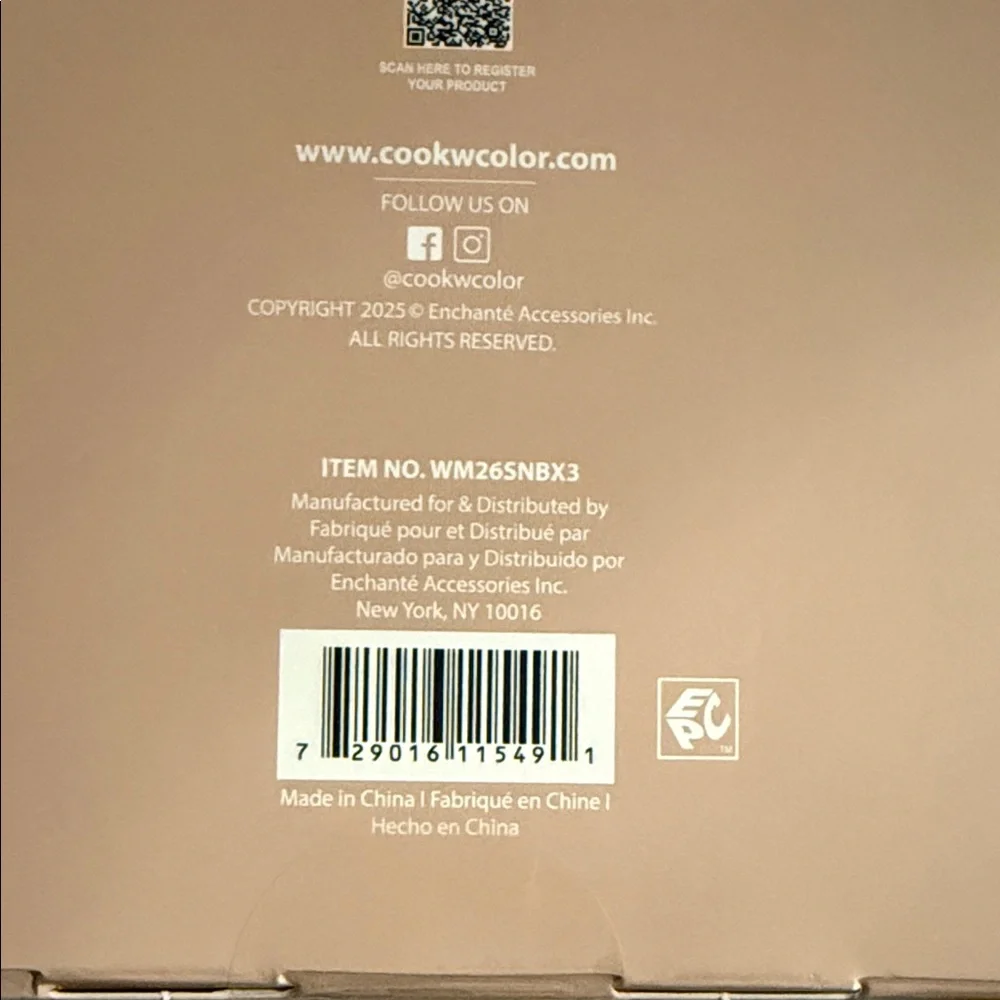 SCAN HERE TO REGISTER
YOUR PRODUCT
www.cookwcolor.com
FOLLOW US ON
@cookwcolor
COPYRIGHT 2025© Enchanté Accessories Inc.
ALL RIGHTS RESERVED.
ITEM NO. WM26SNBX3
Manufactured for & Distributed by
Fabriqué pour et Distribué par
Manufacturado para y Distribuido por
Enchanté Accessories Inc.
New York, NY 10016
7 29016 11549 1
EPC TM
Made in China | Fabriqué en Chine |
Hecho en China